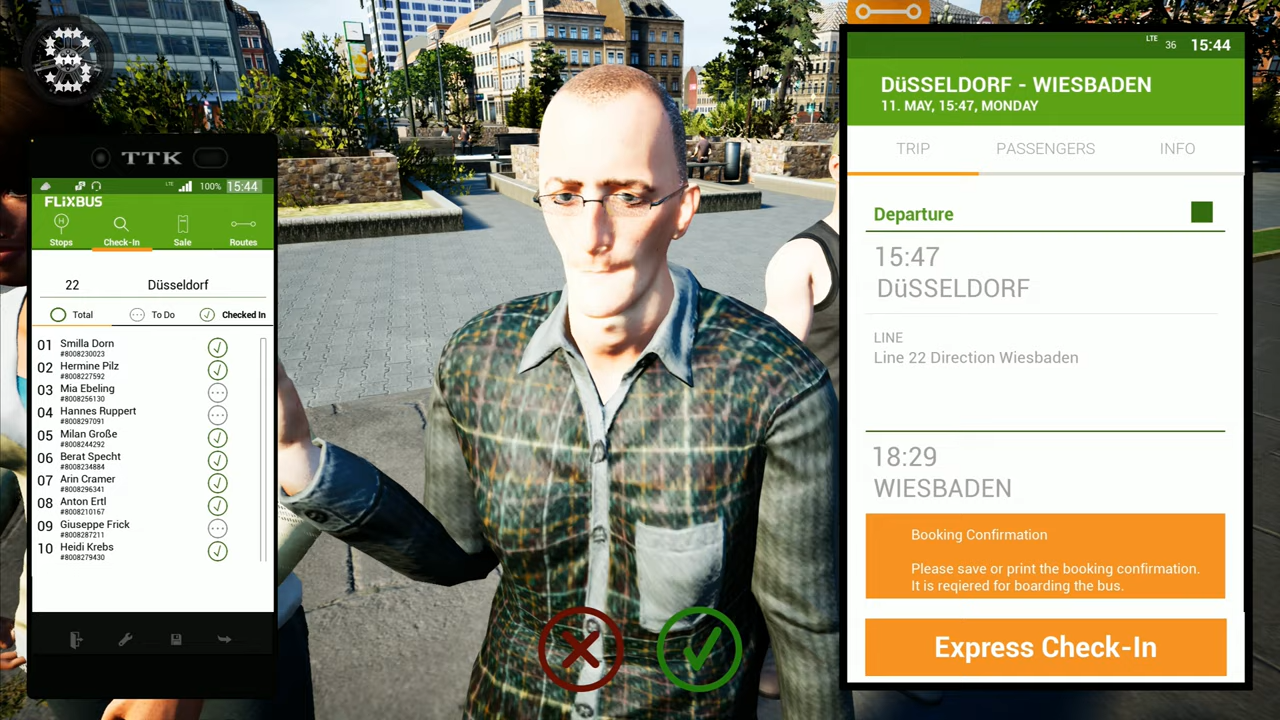 TTK
LTE 100% 15:44
FLiXBUS
H
Stops Check-In Sale Routes
22 Düsseldorf
Total To Do Checked In
01 Smilla Dorn
#8008230023
02 Hermine Pilz
#8008227592
03 Mia Ebeling
#8008256130
04 Hannes Ruppert
#8008297091
05 Milan Große
#8008244292
06 Berat Specht
#8008234884
07 Arin Cramer
#8008296341
08 Anton Ertl
#8008210167
09 Giuseppe Frick
#8008287211
10 Heidi Krebs
#8008279430
LTE 36 15:44
DüSSELDORF - WIESBADEN
11. MAY, 15:47, MONDAY
TRIP PASSENGERS INFO
Departure
15:47
DüSSELDORF
LINE
Line 22 Direction Wiesbaden
18:29
WIESBADEN
Booking Confirmation
Please save or print the booking confirmation.
It is reqiered for boarding the bus.
Express Check-In